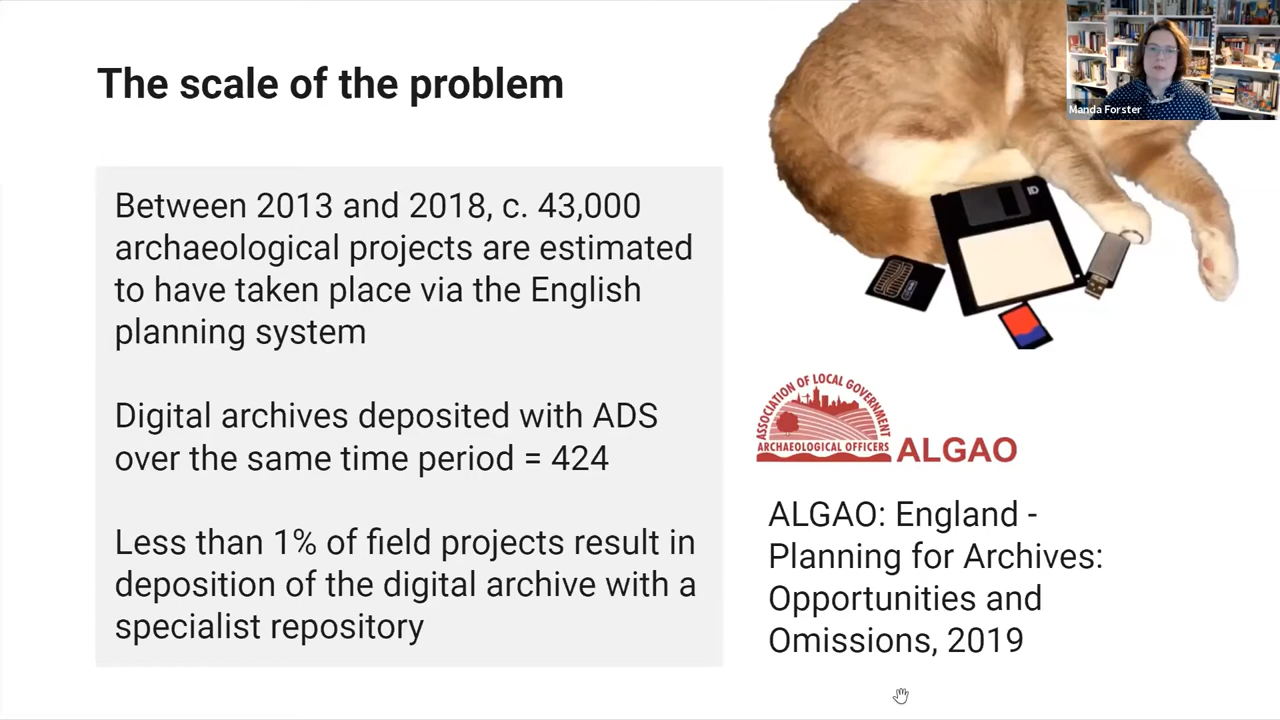 The scale of the problem
Between 2013 and 2018, c. 43,000
archaeological projects are estimated
to have taken place via the English
planning system
Digital archives deposited with ADS
over the same time period = 424
Less than 1% of field projects result in
deposition of the digital archive with a
specialist repository
Manda Forster
ASSOCIATION OF LOCAL GOVERNMENT
ARCHAEOLOGICAL OFFICERS
ALGAO
ALGAO: England -
Planning for Archives:
Opportunities and
Omissions, 2019